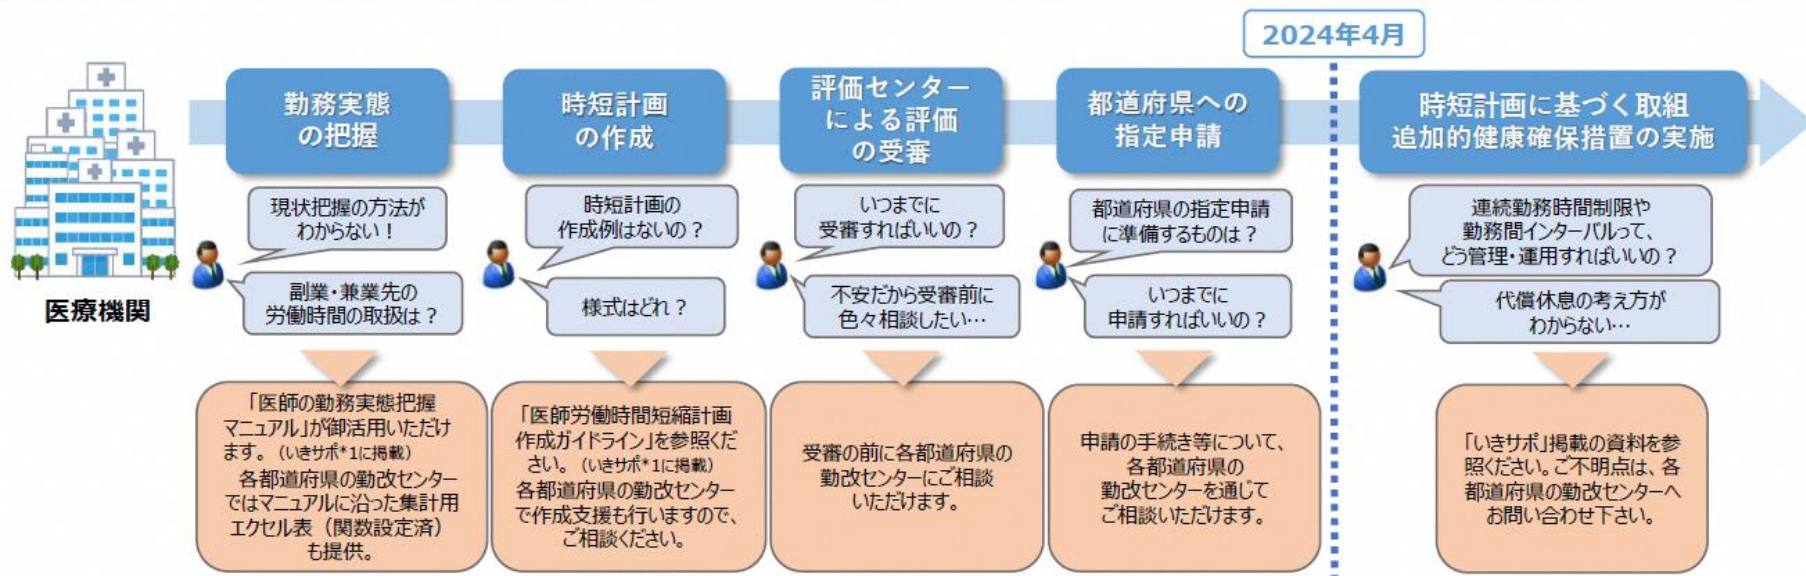 2024年4月
医療機関
勤務実態
の把握
時短計画
の作成
評価センター
による評価
の受審
都道府県への
指定申請
時短計画に基づく取組
追加的健康確保措置の実施
現状把握の方法が
わからない！
副業・兼業先の
労働時間の取扱は？
時短計画の
作成例はないの？
様式はどれ？
いつまでに
受審すればいいの？
不安だから受審前に
色々相談したい…
都道府県の指定申請
に準備するものは？
いつまでに
申請すればいいの？
連続勤務時間制限や
勤務間インターバルって、
どう管理・運用すればいいの？
代償休息の考え方が
わからない…
「医師の勤務実態把握
マニュアル」が御活用いただけ
ます。（いきサポ*1に掲載）
各都道府県の勤改センター
ではマニュアルに沿った集計用
エクセル表（関数設定済）
も提供。
「医師労働時間短縮計画
作成ガイドライン」を参照くだ
さい。（いきサポ*1に掲載）
各都道府県の勤改センター
で作成支援も行いますので、
ご相談ください。
受審の前に各都道府県の
勤改センターにご相談
いただけます。
申請の手続き等について、
各都道府県の
勤改センターを通じて
ご相談いただけます。
「いきサポ」掲載の資料を参
照ください。ご不明点は、各
都道府県の勤改センターへ
お問い合わせ下さい。